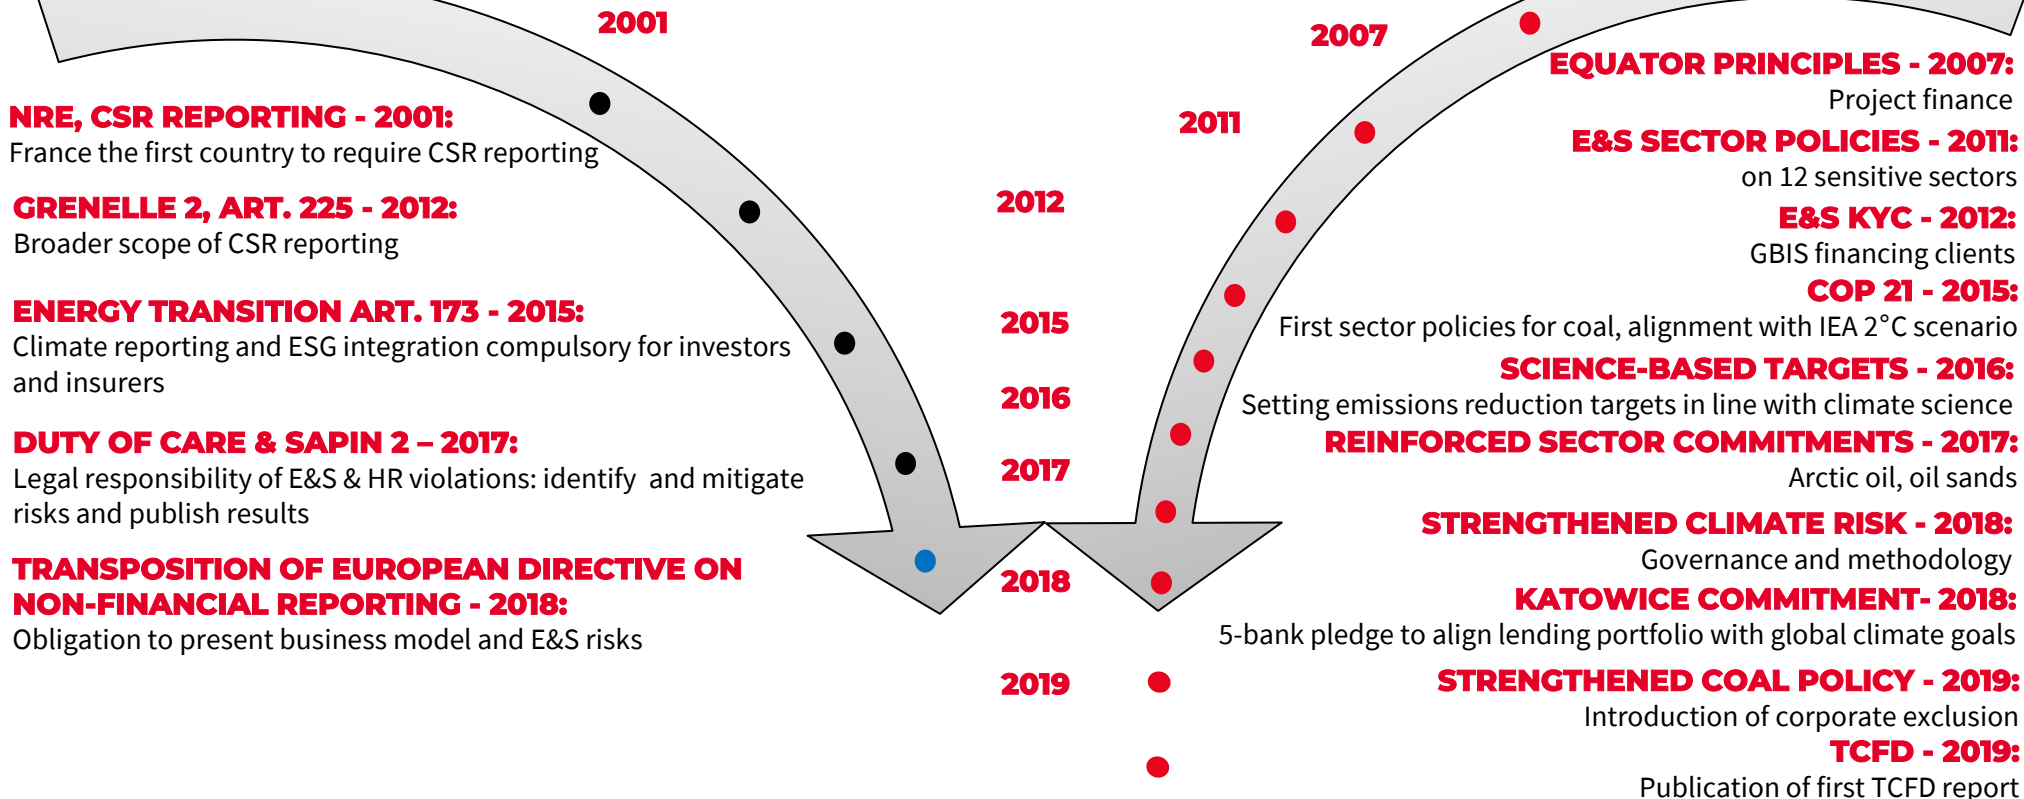 2001
NRE, CSR REPORTING - 2001:
France the first country to require CSR reporting
GRENELLE 2, ART. 225 - 2012:
Broader scope of CSR reporting
ENERGY TRANSITION ART. 173 - 2015:
Climate reporting and ESG integration compulsory for investors
and insurers
DUTY OF CARE & SAPIN 2 – 2017:
Legal responsibility of E&S & HR violations: identify  and mitigate
risks and publish results
TRANSPOSITION OF EUROPEAN DIRECTIVE ON
NON-FINANCIAL REPORTING - 2018:
Obligation to present business model and E&S risks
2007
2011
2012
2015
2016
2017
2018
2019
EQUATOR PRINCIPLES - 2007:
Project finance
E&S SECTOR POLICIES - 2011:
on 12 sensitive sectors
E&S KYC - 2012:
GBIS financing clients
COP 21 - 2015:
First sector policies for coal, alignment with IEA 2°C scenario
SCIENCE-BASED TARGETS - 2016:
Setting emissions reduction targets in line with climate science
REINFORCED SECTOR COMMITMENTS - 2017:
Arctic oil, oil sands
STRENGTHENED CLIMATE RISK - 2018:
Governance and methodology
KATOWICE COMMITMENT- 2018:
5-bank pledge to align lending portfolio with global climate goals
STRENGTHENED COAL POLICY - 2019:
Introduction of corporate exclusion
TCFD - 2019:
Publication of first TCFD report